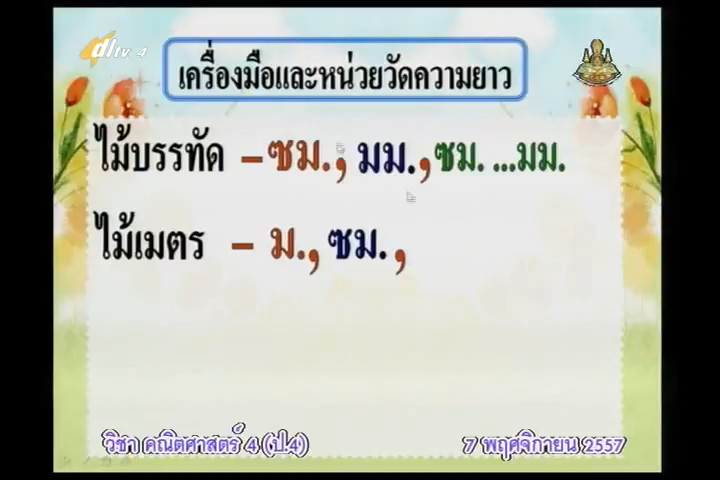 dltv 4
เครื่องมือและหน่วยวัดความยาว
ไม้บรรทัด –ซม., มม.,ซม. ...มม.
ไม้เมตร – ม., ซม. ,
วิชา คณิตศาสตร์ 4 (ป.4) 7 พฤศจิกายน 2557